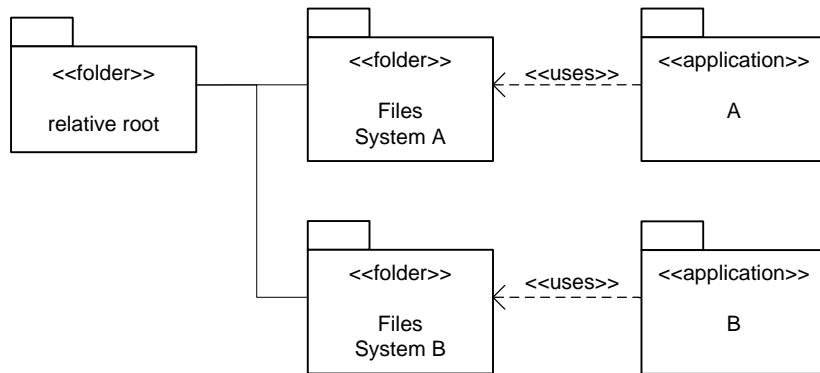 <<folder>>
relative root
<<folder>>
Files
System A
<<uses>>
<<application>>
A
<<folder>>
Files
System B
<<uses>>
<<application>>
B